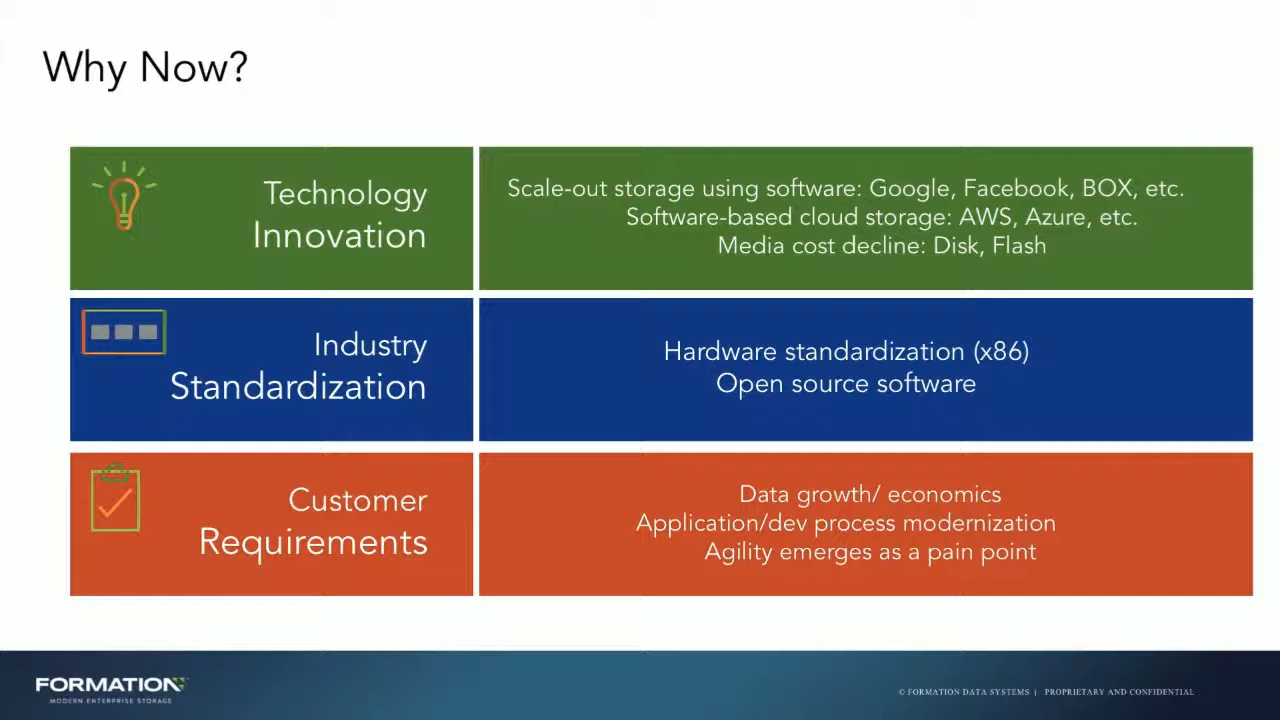 Why Now?
Technology
Innovation
Scale-out storage using software: Google, Facebook, BOX, etc.
Software-based cloud storage: AWS, Azure, etc.
Media cost decline: Disk, Flash
Industry
Standardization
Hardware standardization (x86)
Open source software
Customer
Requirements
Data growth/ economics
Application/dev process modernization
Agility emerges as a pain point
FORMATION
MODERN ENTERPRISE STORAGE
© FORMATION DATA SYSTEMS | PROPRIETARY AND CONFIDENTIAL